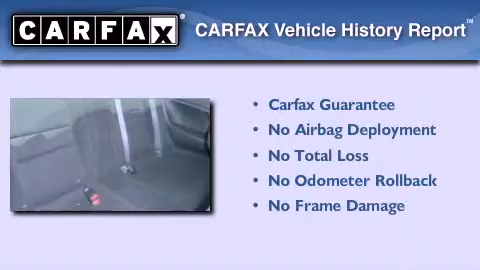 CARFAX® CARFAX Vehicle History Report™
• Carfax Guarantee
• No Airbag Deployment
• No Total Loss
• No Odometer Rollback
• No Frame Damage